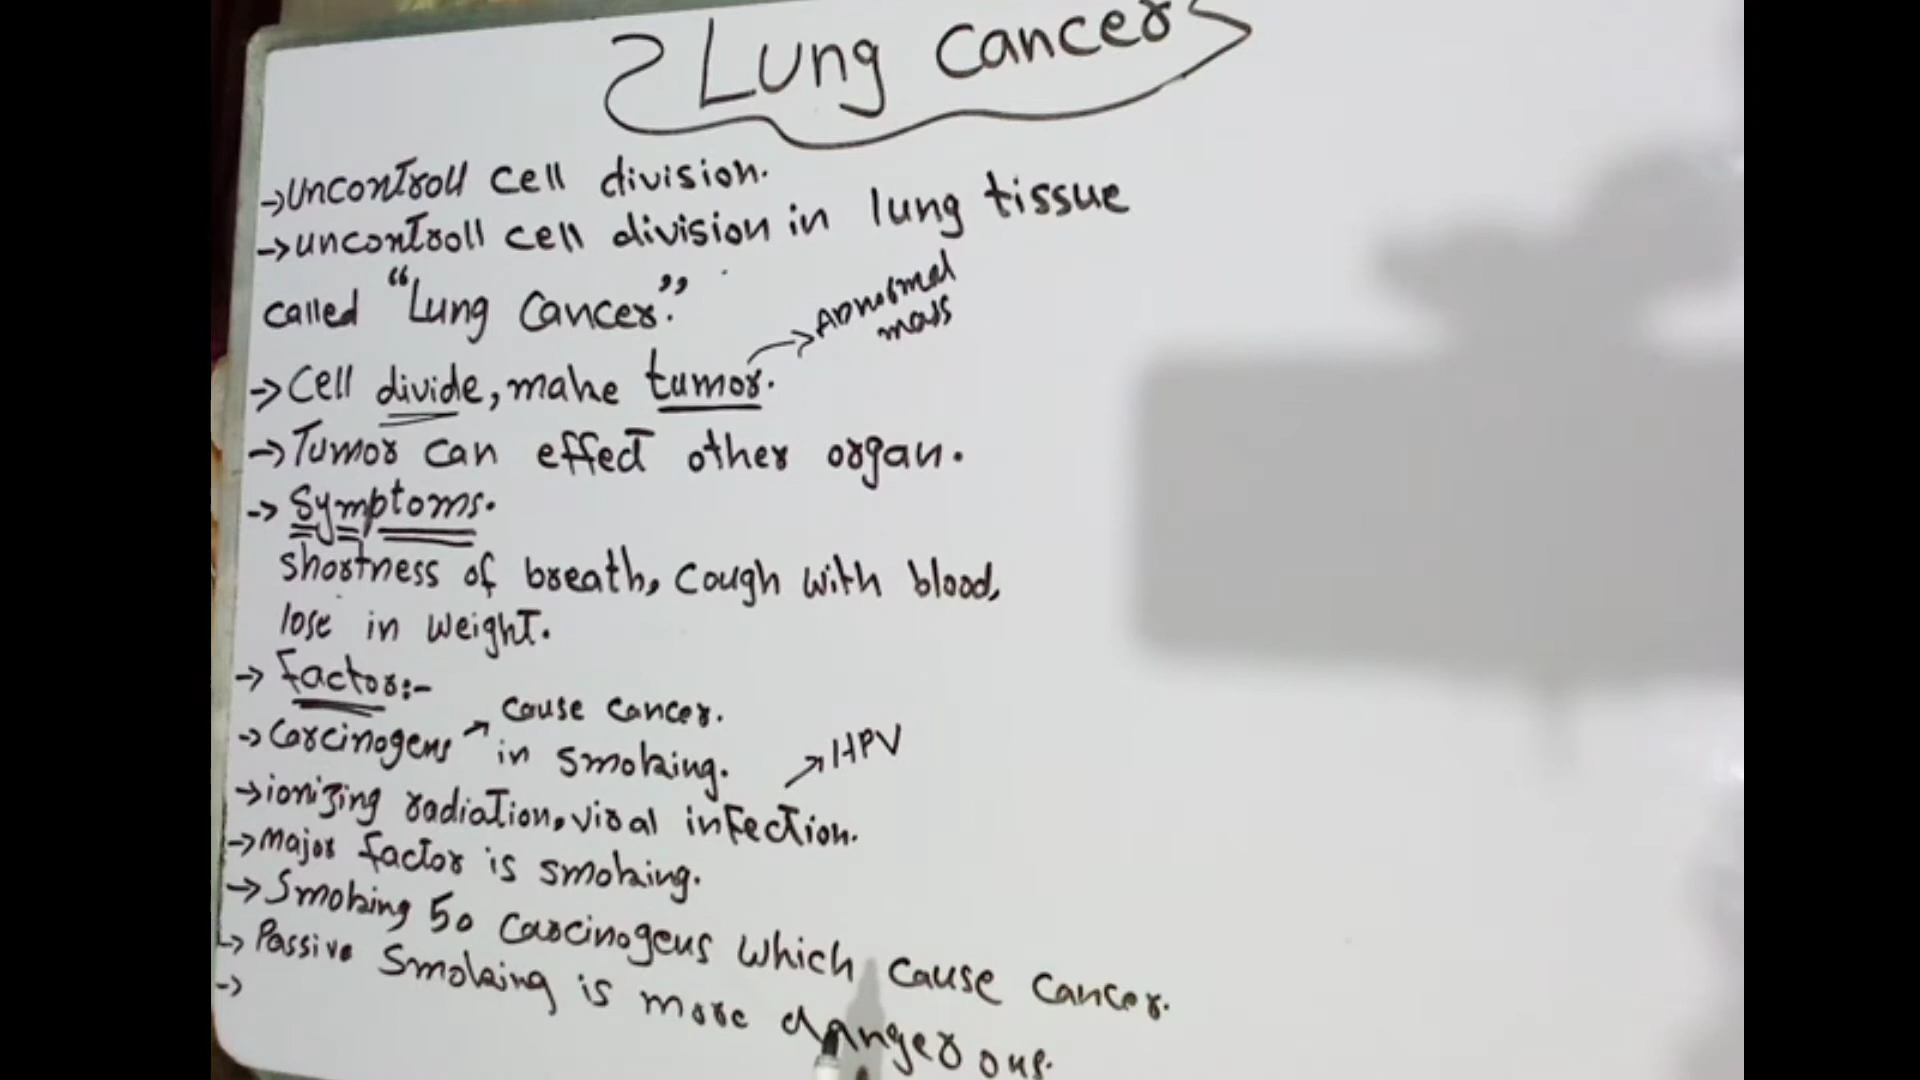 Lung Cancer
→Uncontroll cell division.
→uncontroll cell division in lung tissue
called "Lung Cancer."
→Abnormal
mass
→Cell divide, make tumor.
→Tumor can effect other organ.
→Symptoms.
shortness of breath, cough with blood,
lose in weight.
→factor:-
→Carcinogens → cause cancer.
in smoking.
→HPV
→ionizing radiation, viral infection.
→Major factor is smoking.
→Smoking 50 carcinogens which cause cancer.
→Passive Smoking is more dangerous.
→